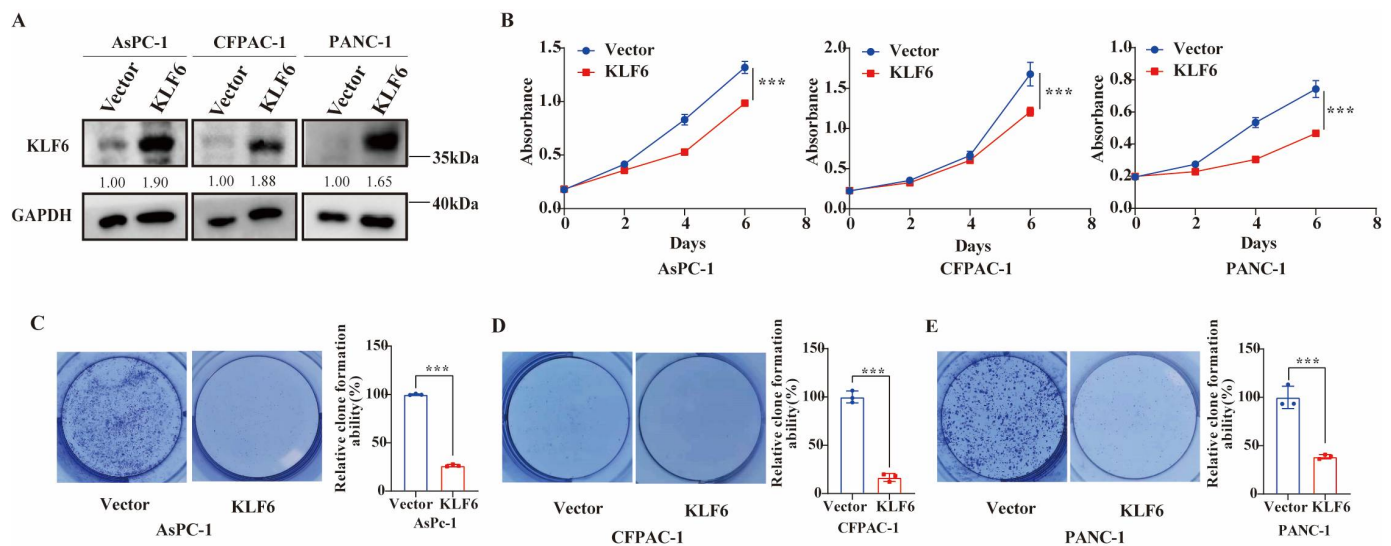 A
AsPC-1 CFPAC-1 PANC-1
Vector KLF6 Vector KLF6 Vector KLF6
KLF6
35kDa
1.00 1.90 1.00 1.88 1.00 1.65
40kDa
GAPDH
B
Absorbance
1.5
1.0
0.5
0.0
0 2 4 6 8
Days
AsPC-1
Vector
KLF6
***
Absorbance
2.0
1.5
1.0
0.5
0.0
0 2 4 6 8
Days
CFPAC-1
Vector
KLF6
***
Absorbance
1.0
0.8
0.6
0.4
0.2
0.0
0 2 4 6 8
Days
PANC-1
Vector
KLF6
***
C
Vector KLF6
AsPC-1
Relative clone formation
ability(%)
150
100
50
0
***
Vector KLF6
AsPc-1
D
Vector KLF6
CFPAC-1
Relative clone formation
ability(%)
150
100
50
0
***
Vector KLF6
CFPAC-1
E
Vector KLF6
PANC-1
Relative clone formation
ability(%)
150
100
50
0
***
Vector KLF6
PANC-1